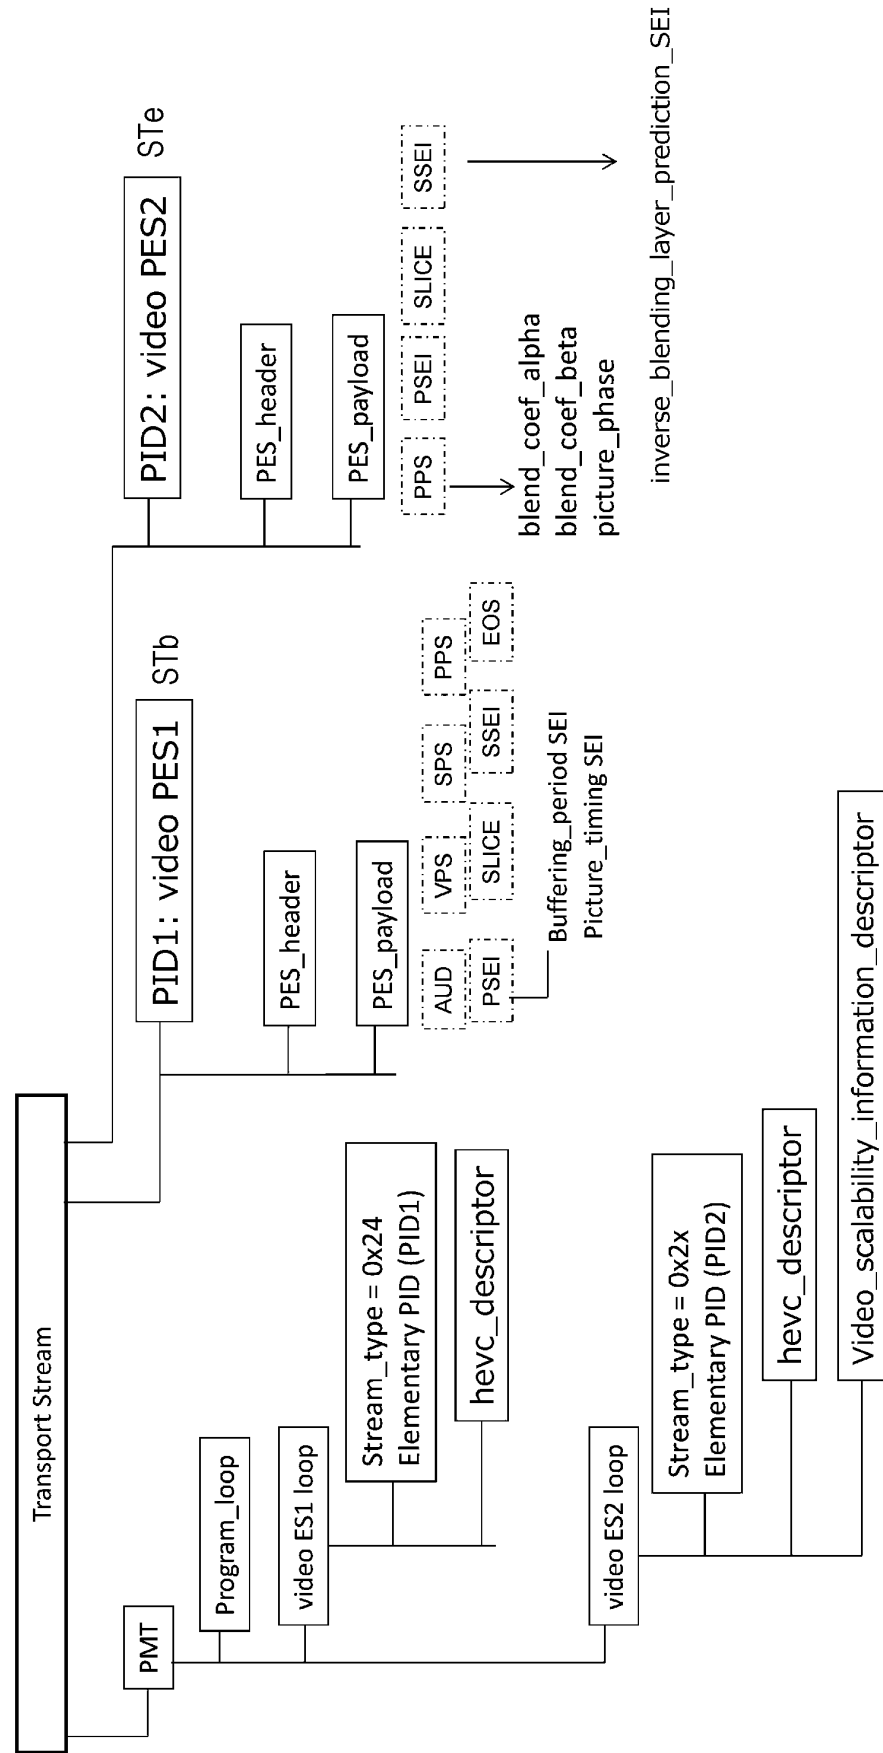 Transport Stream
PMT
Program_loop
video ES1 loop
Stream_type = 0x24
Elementary PID (PID1)
hevc_descriptor
video ES2 loop
Stream_type = 0x2x
Elementary PID (PID2)
hevc_descriptor
Video_scalability_information_descriptor
PID1: video PES1
STb
PES_header
PES_payload
AUD
VPS
SPS
PPS
PSEI
SLICE
SSEI
EOS
Buffering_period SEI
Picture_timing SEI
PID2: video PES2
STe
PES_header
PES_payload
PPS
PSEI
SLICE
SSEI
blend_coef_alpha
blend_coef_beta
picture_phase
inverse_blending_layer_prediction_SEI